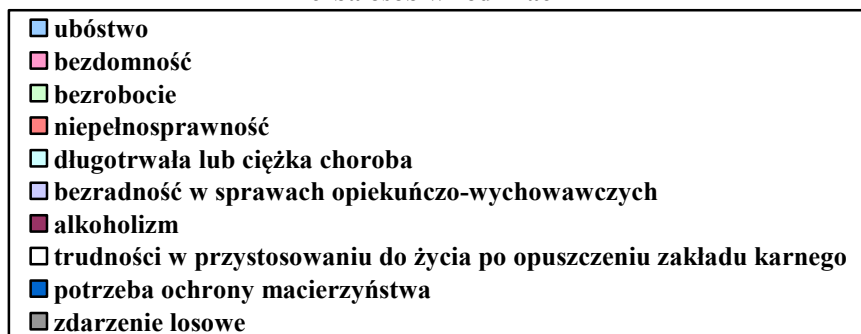 ubóstwo
bezdomność
bezrobocie
niepełnosprawność
długotrwała lub ciężka choroba
bezradność w sprawach opiekuńczo-wychowawczych
alkoholizm
trudności w przystosowaniu do życia po opuszczeniu zakładu karnego
potrzeba ochrony macierzyństwa
zdarzenie losowe